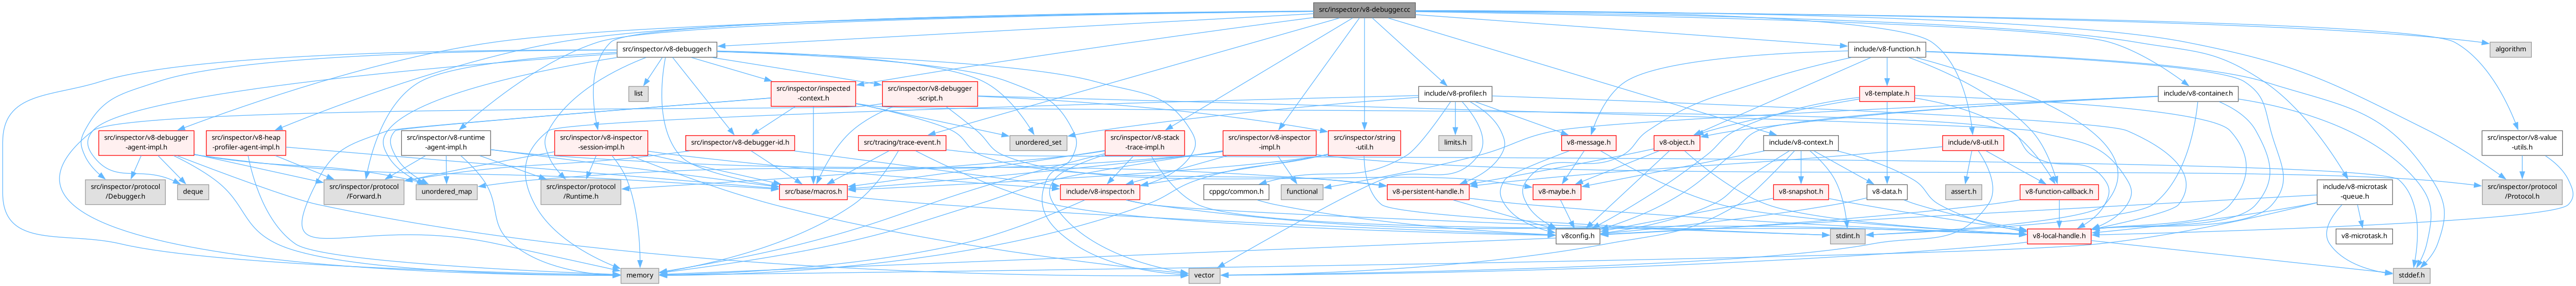 src/inspector/v8-debugger.cc
src/inspector/v8-debugger.h
include/v8-function.h
algorithm
list
src/inspector/inspected
-context.h
src/inspector/v8-debugger
-script.h
include/v8-profiler.h
v8-template.h
include/v8-container.h
src/inspector/v8-debugger
-agent-impl.h
src/inspector/v8-heap
-profiler-agent-impl.h
src/inspector/v8-runtime
-agent-impl.h
src/inspector/v8-inspector
-session-impl.h
src/inspector/v8-debugger-id.h
src/tracing/trace-event.h
unordered_set
src/inspector/v8-stack
-trace-impl.h
src/inspector/v8-inspector
-impl.h
src/inspector/string
-util.h
limits.h
v8-message.h
v8-object.h
include/v8-context.h
include/v8-util.h
src/inspector/v8-value
-utils.h
src/inspector/protocol
/Debugger.h
deque
src/inspector/protocol
/Forward.h
unordered_map
src/inspector/protocol
/Runtime.h
src/base/macros.h
include/v8-inspector.h
cppgc/common.h
functional
v8-persistent-handle.h
v8-maybe.h
v8-snapshot.h
v8-data.h
assert.h
v8-function-callback.h
include/v8-microtask
-queue.h
src/inspector/protocol
/Protocol.h
v8config.h
stdint.h
v8-local-handle.h
v8-microtask.h
memory
vector
stddef.h